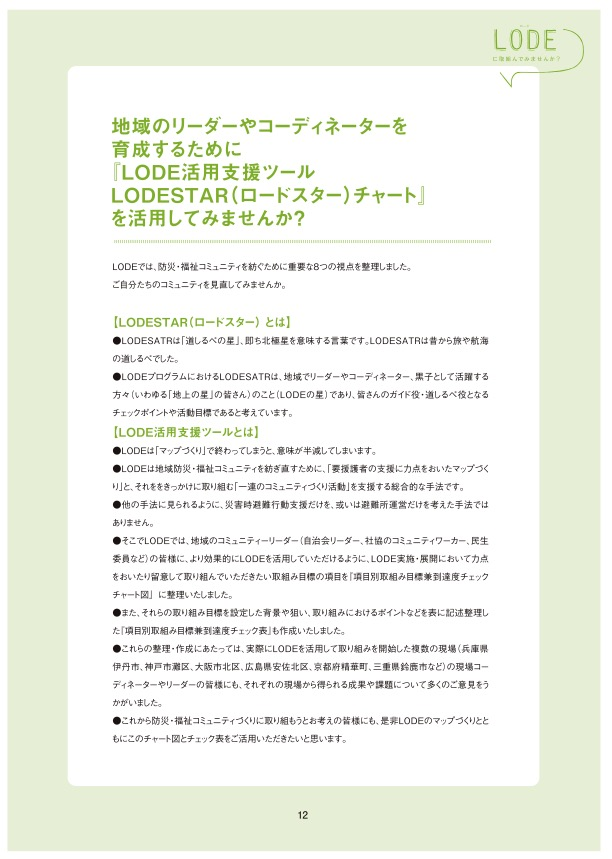 LODE
に取組んでみませんか?
地域のリーダーやコーディネーターを
育成するために
『LODE活用支援ツール
LODESTAR(ロードスター)チャート』
を活用してみませんか?
LODEでは、防災・福祉コミュニティを紡ぐために重要な8つの視点を整理しました。
ご自分たちのコミュニティを見直してみませんか。
【LODESTAR(ロードスター) とは】
●LODESATRは「道しるべの星」、即ち北極星を意味する言葉です。LODESATRは昔から旅や航海
の道しるべでした。
●LODEプログラムにおけるLODESATRは、地域でリーダーやコーディネーター、黒子として活躍する
方々(いわゆる「地上の星」の皆さん)のこと(LODEの星)であり、皆さんのガイド役・道しるべ役となる
チェックポイントや活動目標であると考えています。
【LODE活用支援ツールとは】
●LODEは「マップづくり」で終わってしまうと、意味が半減してしまいます。
●LODEは地域防災・福祉コミュニティを紡ぎ直すために、「要援護者の支援に力点をおいたマップづく
り」と、それををきっかけに取り組む「一連のコミュニティづくり活動」を支援する総合的な手法です。
●他の手法に見られるように、災害時避難行動支援だけを、或いは避難所運営だけを考えた手法では
ありません。
●そこでLODEでは、地域のコミュニティーリーダー(自治会リーダー、社協のコミュニティワーカー、民生
委員など)の皆様に、より効果的にLODEを活用していただけるように、LODE実施・展開において力点
をおいたり留意して取り組んでいただきたい取組み目標の項目を『項目別取組み目標兼到達度チェック
チャート図』 に整理いたしました。
●また、それらの取り組み目標を設定した背景や狙い、取り組みにおけるポイントなどを表に記述整理し
た『項目別取組み目標兼到達度チェック表』も作成いたしました。
●これらの整理・作成にあたっては、実際にLODEを活用して取り組みを開始した複数の現場(兵庫県
伊丹市、神戸市灘区、大阪市北区、広島県安佐北区、京都府精華町、三重県鈴鹿市など)の現場コー
ディネーターやリーダーの皆様にも、それぞれの現場から得られる成果や課題について多くのご意見をう
かがいました。
●これから防災・福祉コミュニティづくりに取り組もうとお考えの皆様にも、是非LODEのマップづくりとと
もにこのチャート図とチェック表をご活用いただきたいと思います。
12